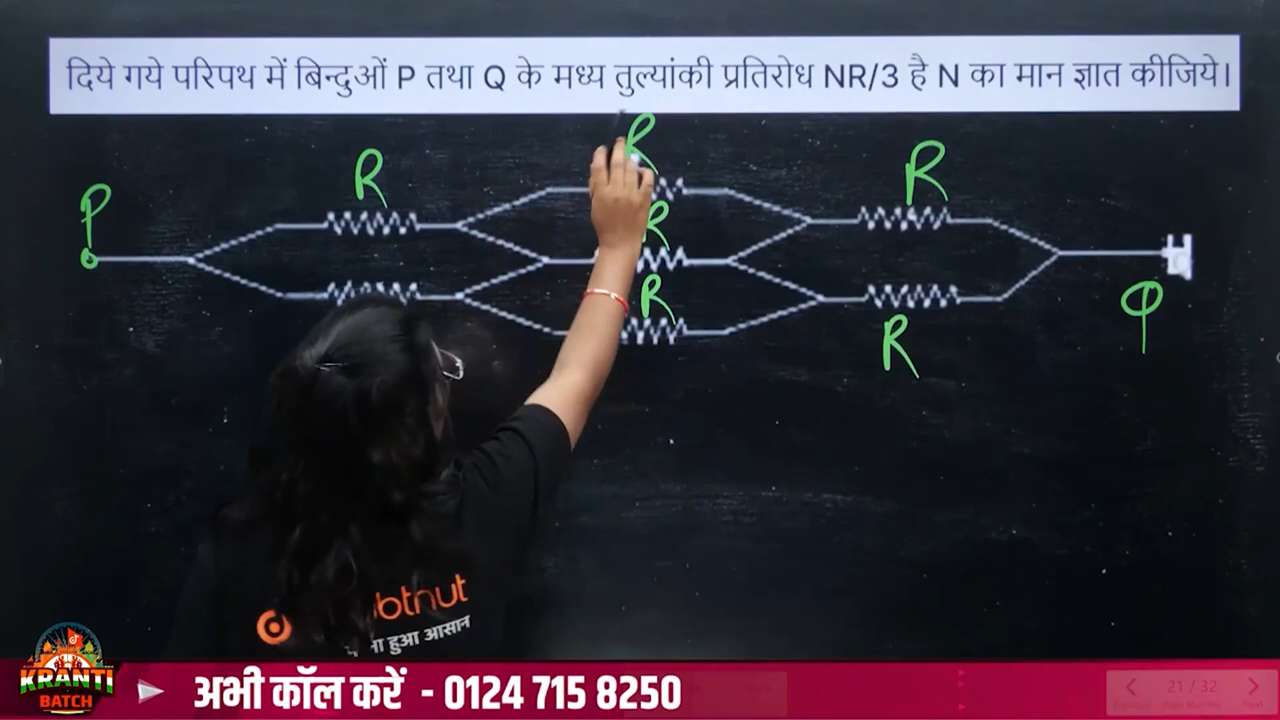 दिये गये परिपथ में बिन्दुओं P तथा Q के मध्य तुल्यांकी प्रतिरोध NR/3 है N का मान ज्ञात कीजिये।
R
R
R
P
R
R
Q
R
btnut
ना हुआ आसान
KRANTI
BATCH
अभी कॉल करें - 0124 715 8250
21 / 32
Next